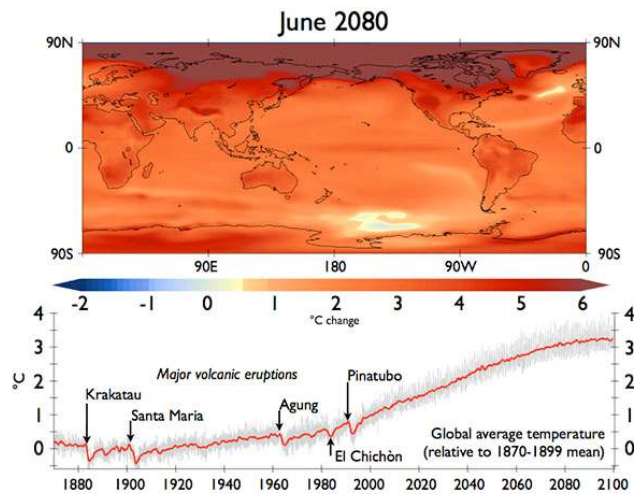 June 2080
90N 90N
0 0
90S 90S
90E 180 90W 0
-2 -1 0 1 2 3 4 5 6
°C change
4 4
3 3
2 2
1 1
0 0
°C
Major volcanic eruptions
Krakatau
Santa Maria
Agung
El Chichòn
Pinatubo
Global average temperature
(relative to 1870-1899 mean)
1880 1900 1920 1940 1960 1980 2000 2020 2040 2060 2080 2100